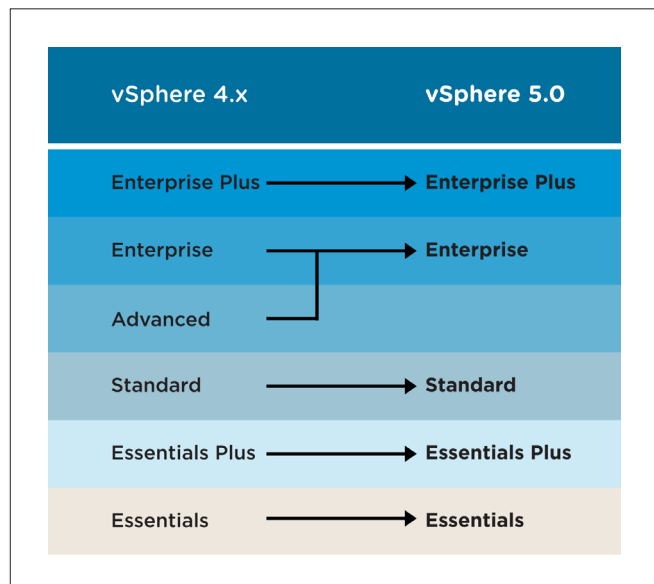 vSphere 4.x vSphere 5.0
Enterprise Plus Enterprise Plus
Enterprise Enterprise
Advanced
Standard Standard
Essentials Plus Essentials Plus
Essentials Essentials